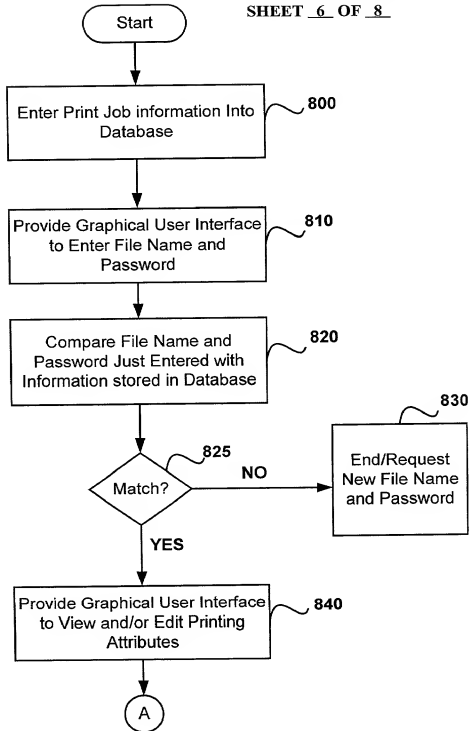 SHEET 6 OF 8
Start
Enter Print Job information Into
Database
800
Provide Graphical User Interface
to Enter File Name and
Password
810
Compare File Name and
Password Just Entered with
Information stored in Database
820
830
825
Match?
NO
End/Request
New File Name
and Password
YES
Provide Graphical User Interface
to View and/or Edit Printing
Attributes
840
A